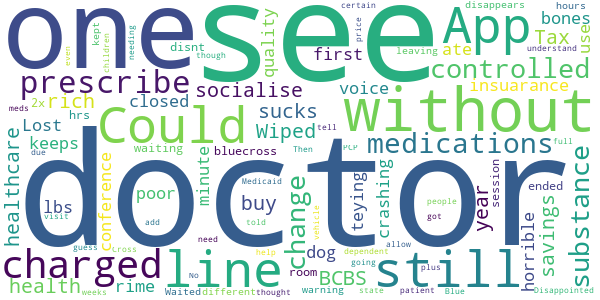 one
see
App
without
doctor
still
line
charged
Could
prescribe
socialise
controlled
medications
substance
change
healthcare
health
savings
BCBS
insuarance
Tax
bones
use
ate
rich
closed
Lost
keeps
2x
hrs
meds
due
visit
lbs
poor
rime
conference
waiting
minute
bluecross
Wiped
sucks
voice
quality
first
disnt
though
kept
children
needing
even
certain
price
leaving
disappears
hours
understand
year
crashing
teying
buy
dog
room
horrible
session
ended
got
plus
people
allow
Blue
patient
Disappointed
state
warning
going
dependent
help
vehicle
tell
PCP
Then
Medicaid
told
add
need
No
different
thought
Waited
guess
weeks
Cross
full